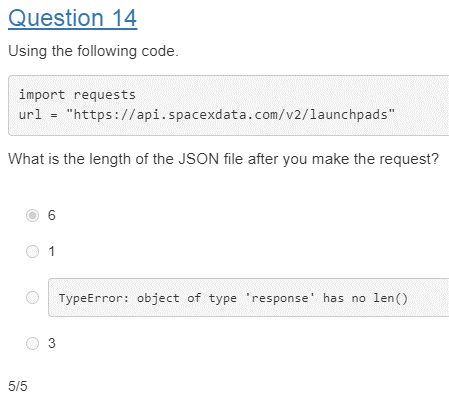 Question 14
Using the following code.
import requests
url = "https://api.spacexdata.com/v2/launchpads"
What is the length of the JSON file after you make the request?
6
1
TypeError: object of type 'response' has no len()
3
5/5